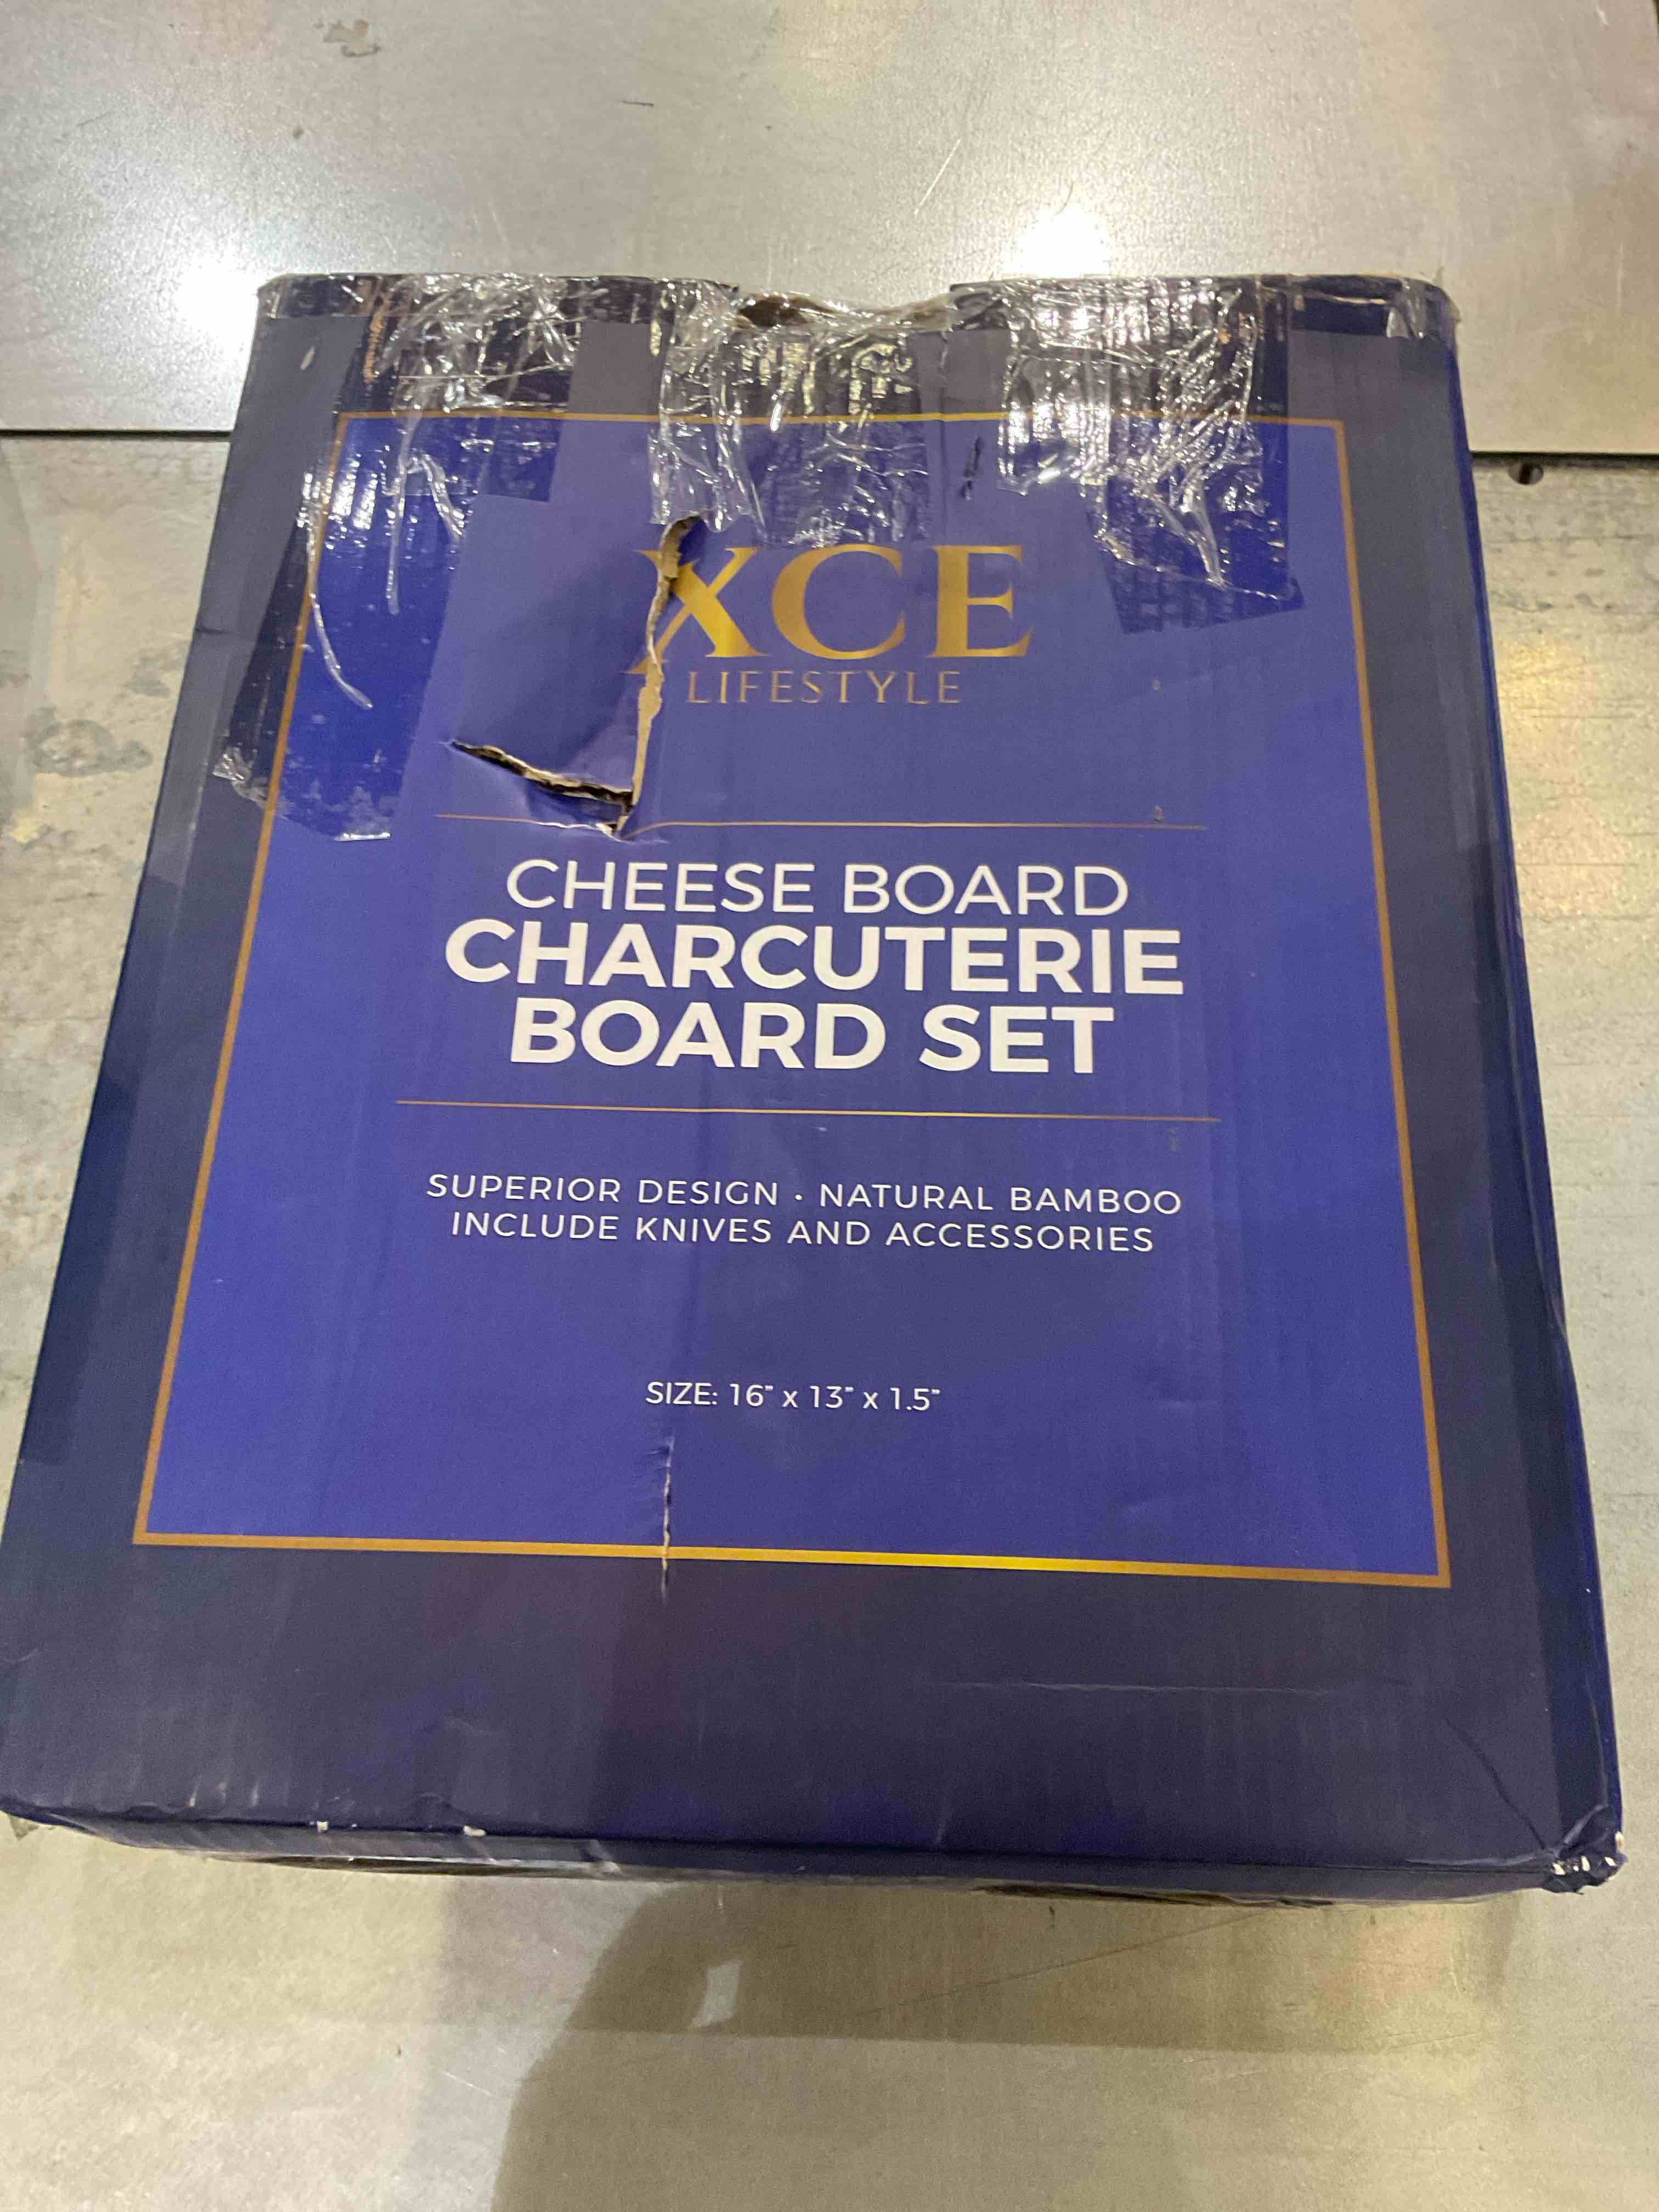 XCE
LIFESTYLE
CHEESE BOARD
CHARCUTERIE
BOARD SET
SUPERIOR DESIGN • NATURAL BAMBOO
INCLUDE KNIVES AND ACCESSORIES
SIZE: 16" x 13" x 1.5"